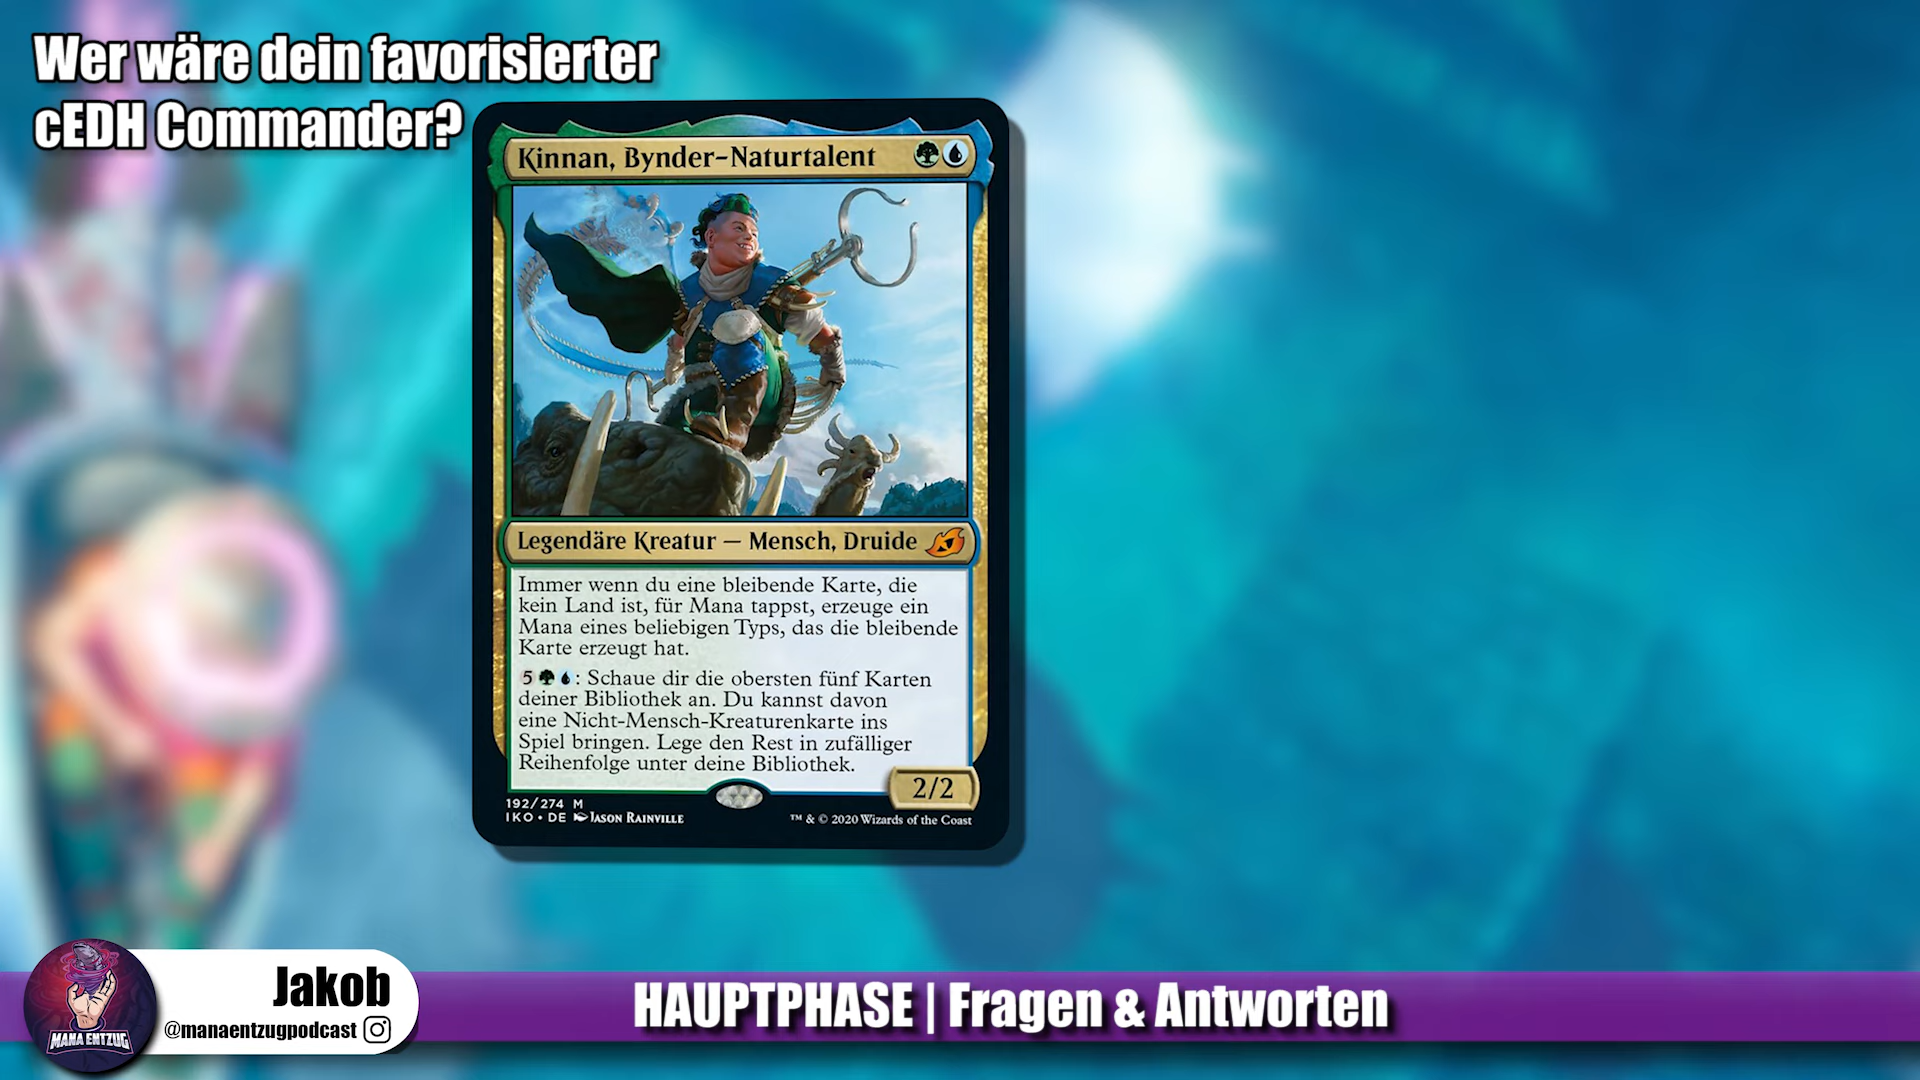 Wer wäre dein favorisierter
cEDH Commander?
Kinnan, Bynder-Naturtalent
Legendäre Kreatur — Mensch, Druide
Immer wenn du eine bleibende Karte, die
kein Land ist, für Mana tappst, erzeuge ein
Mana eines beliebigen Typs, das die bleibende
Karte erzeugt hat.
5 : Schaue dir die obersten fünf Karten
deiner Bibliothek an. Du kannst davon
eine Nicht-Mensch-Kreaturenkarte ins
Spiel bringen. Lege den Rest in zufälliger
Reihenfolge unter deine Bibliothek.
2/2
192/274 M
IKO • DE Jason Rainville
™ & © 2020 Wizards of the Coast
MANA ENTZUG
Jakob
@manaentzugpodcast
HAUPTPHASE | Fragen & Antworten